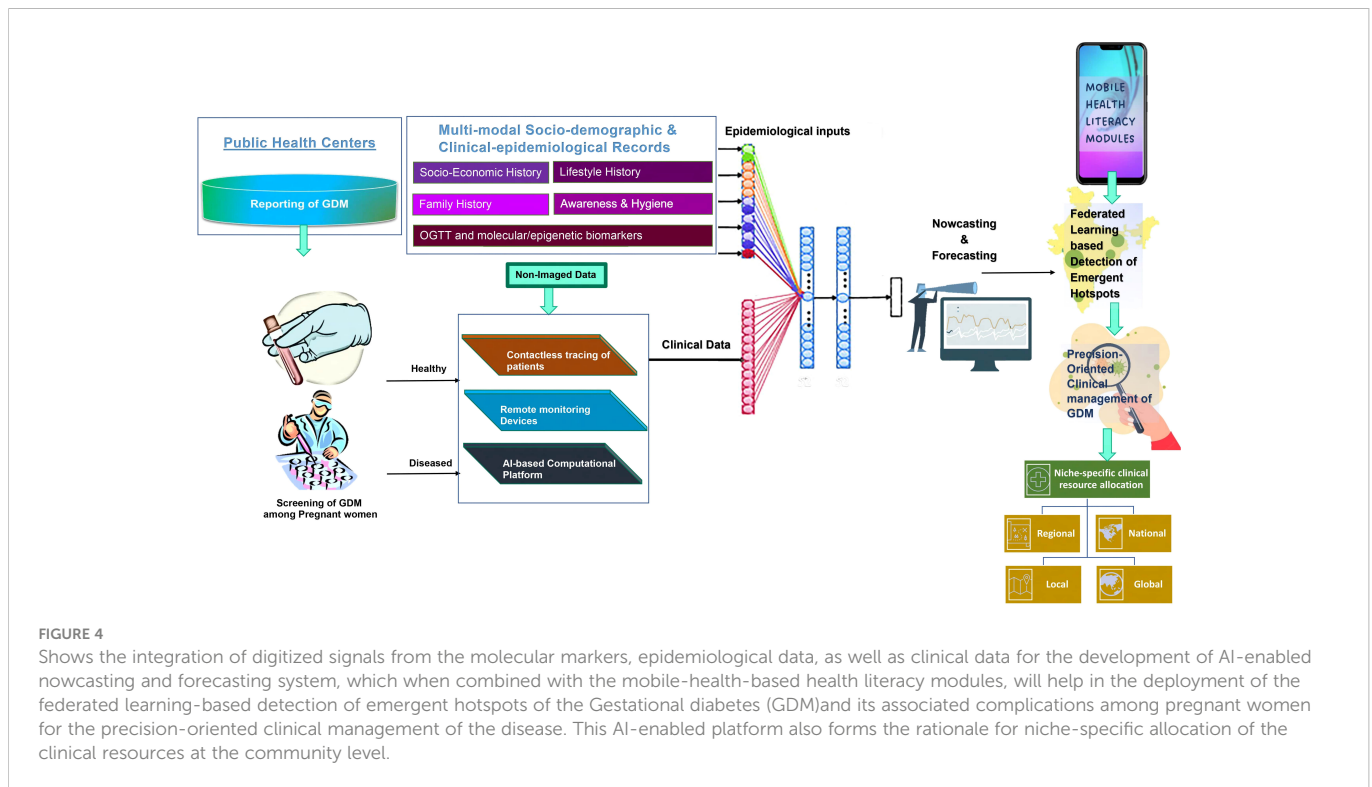 Public Health Centers
Reporting of GDM
Screening of GDM
among Pregnant women
Multi-modal Socio-demographic &
Clinical-epidemiological Records
Socio-Economic History
Lifestyle History
Family History
Awareness & Hygiene
OGTT and molecular/epigenetic biomarkers
Non-Imaged Data
Healthy
Diseased
Contactless tracing of
patients
Remote monitoring
Devices
AI-based Computational
Platform
Epidemiological inputs
Clinical Data
Nowcasting
&
Forecasting
MOBILE
HEALTH
LITERACY
MODULES
Federated
Learning
based
Detection of
Emergent
Hotspots
Precision-
Oriented
Clinical
management of
GDM
Niche-specific clinical
resource allocation
Regional
National
Local
Global
FIGURE 4
Shows the integration of digitized signals from the molecular markers, epidemiological data, as well as clinical data for the development of AI-enabled
nowcasting and forecasting system, which when combined with the mobile-health-based health literacy modules, will help in the deployment of the
federated learning-based detection of emergent hotspots of the Gestational diabetes (GDM)and its associated complications among pregnant women
for the precision-oriented clinical management of the disease. This AI-enabled platform also forms the rationale for niche-specific allocation of the
clinical resources at the community level.